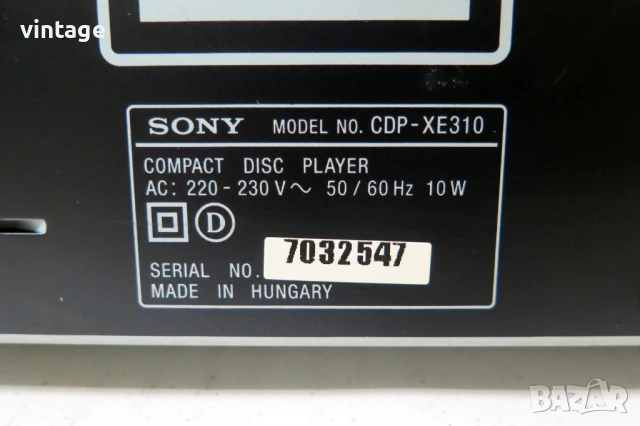 retro
vintage
SONY MODEL NO. CDP-XE310
COMPACT DISC PLAYER
AC: 220 - 230 V~ 50 / 60 Hz 10 W
D
SERIAL NO. 7032547
MADE IN HUNGARY
BAZAR